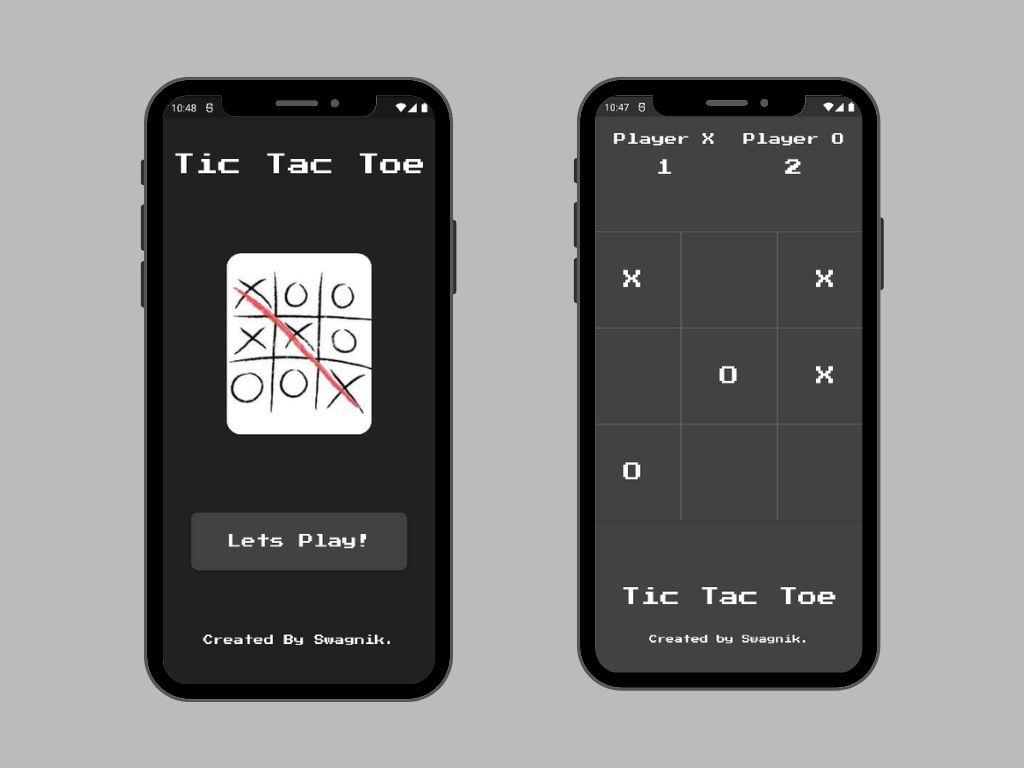 10:48
Tic Tac Toe
X O O
X X O
O O X
Lets Play!
Created By Swagnik.
10:47
Player X Player O
1 2
X X
O X
O
Tic Tac Toe
Created by Swagnik.